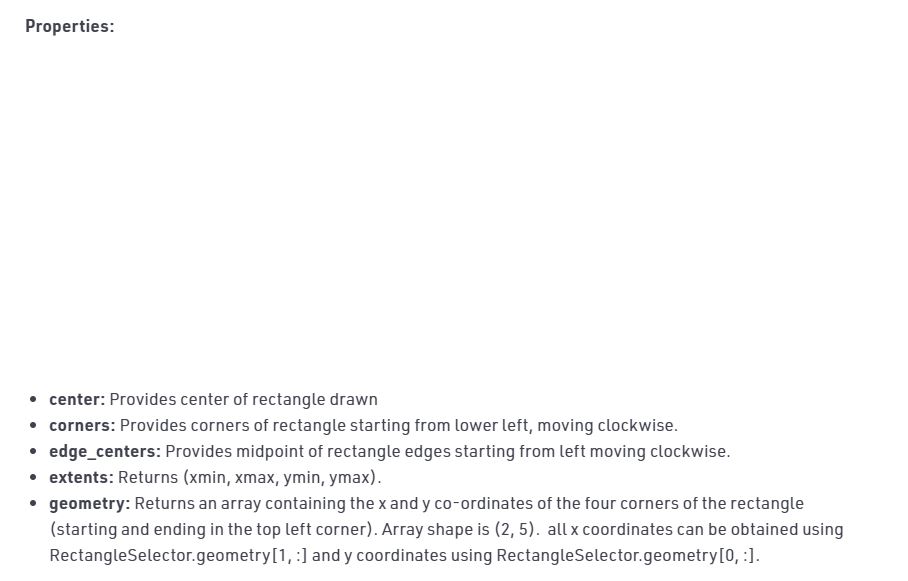 Properties:
center: Provides center of rectangle drawn
corners: Provides corners of rectangle starting from lower left, moving clockwise.
edge_centers: Provides midpoint of rectangle edges starting from left moving clockwise.
extents: Returns (xmin, xmax, ymin, ymax).
geometry: Returns an array containing the x and y co-ordinates of the four corners of the rectangle
(starting and ending in the top left corner). Array shape is (2, 5).  all x coordinates can be obtained using
RectangleSelector.geometry[1, :] and y coordinates using RectangleSelector.geometry[0, :].